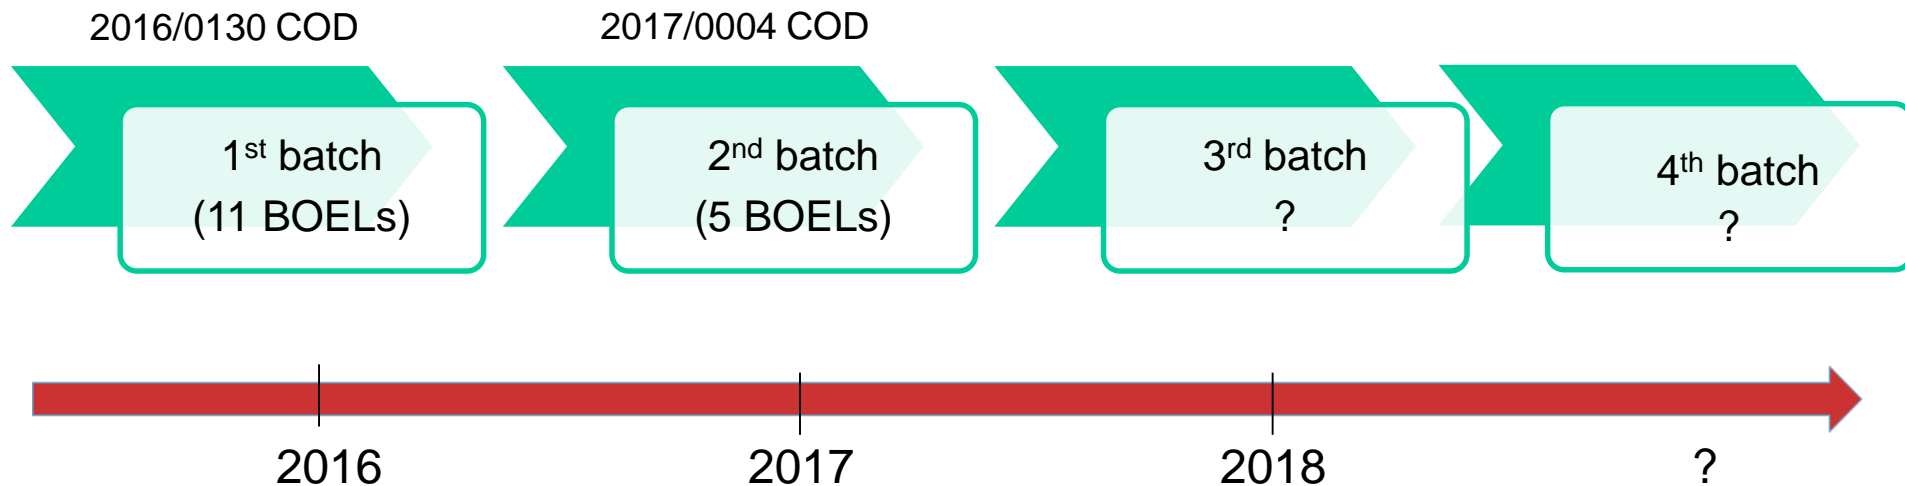 2016/0130 COD
2017/0004 COD
1st batch
(11 BOELs)
2nd batch
(5 BOELs)
3rd batch
?
4th batch
?
2016
2017
2018
?